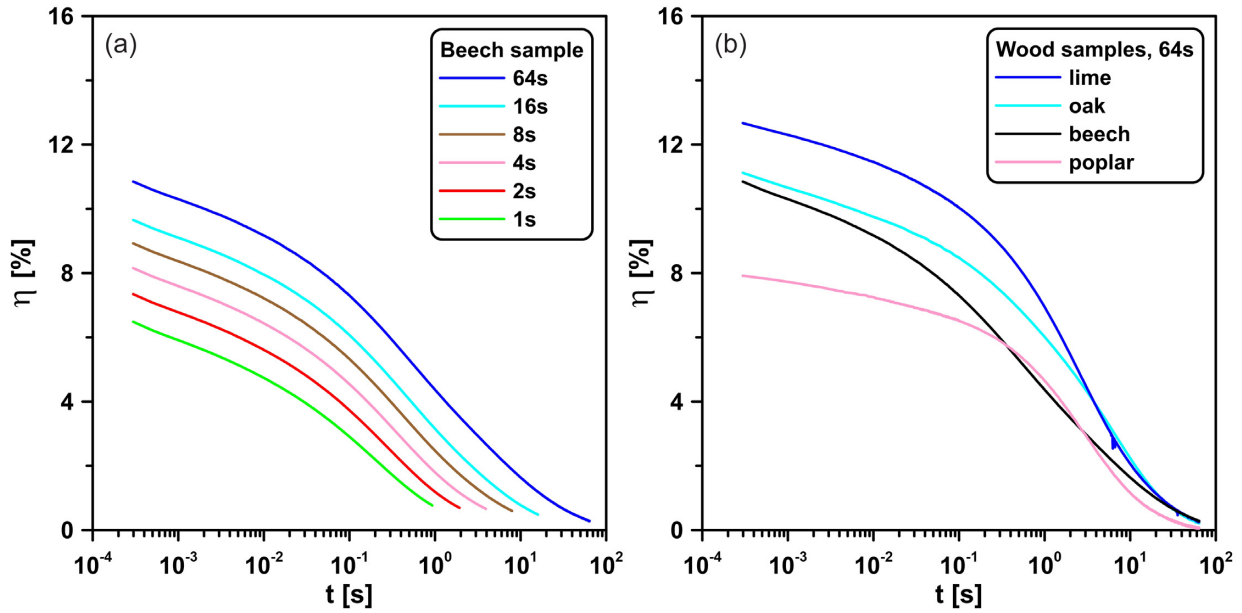 (a)
Beech sample
64s
16s
8s
4s
2s
1s
η [%]
16
12
8
4
0
10⁻⁴ 10⁻³ 10⁻² 10⁻¹ 10⁰ 10¹ 10²
t [s]
(b)
Wood samples, 64s
lime
oak
beech
poplar
η [%]
16
12
8
4
0
10⁻⁴ 10⁻³ 10⁻² 10⁻¹ 10⁰ 10¹ 10²
t [s]